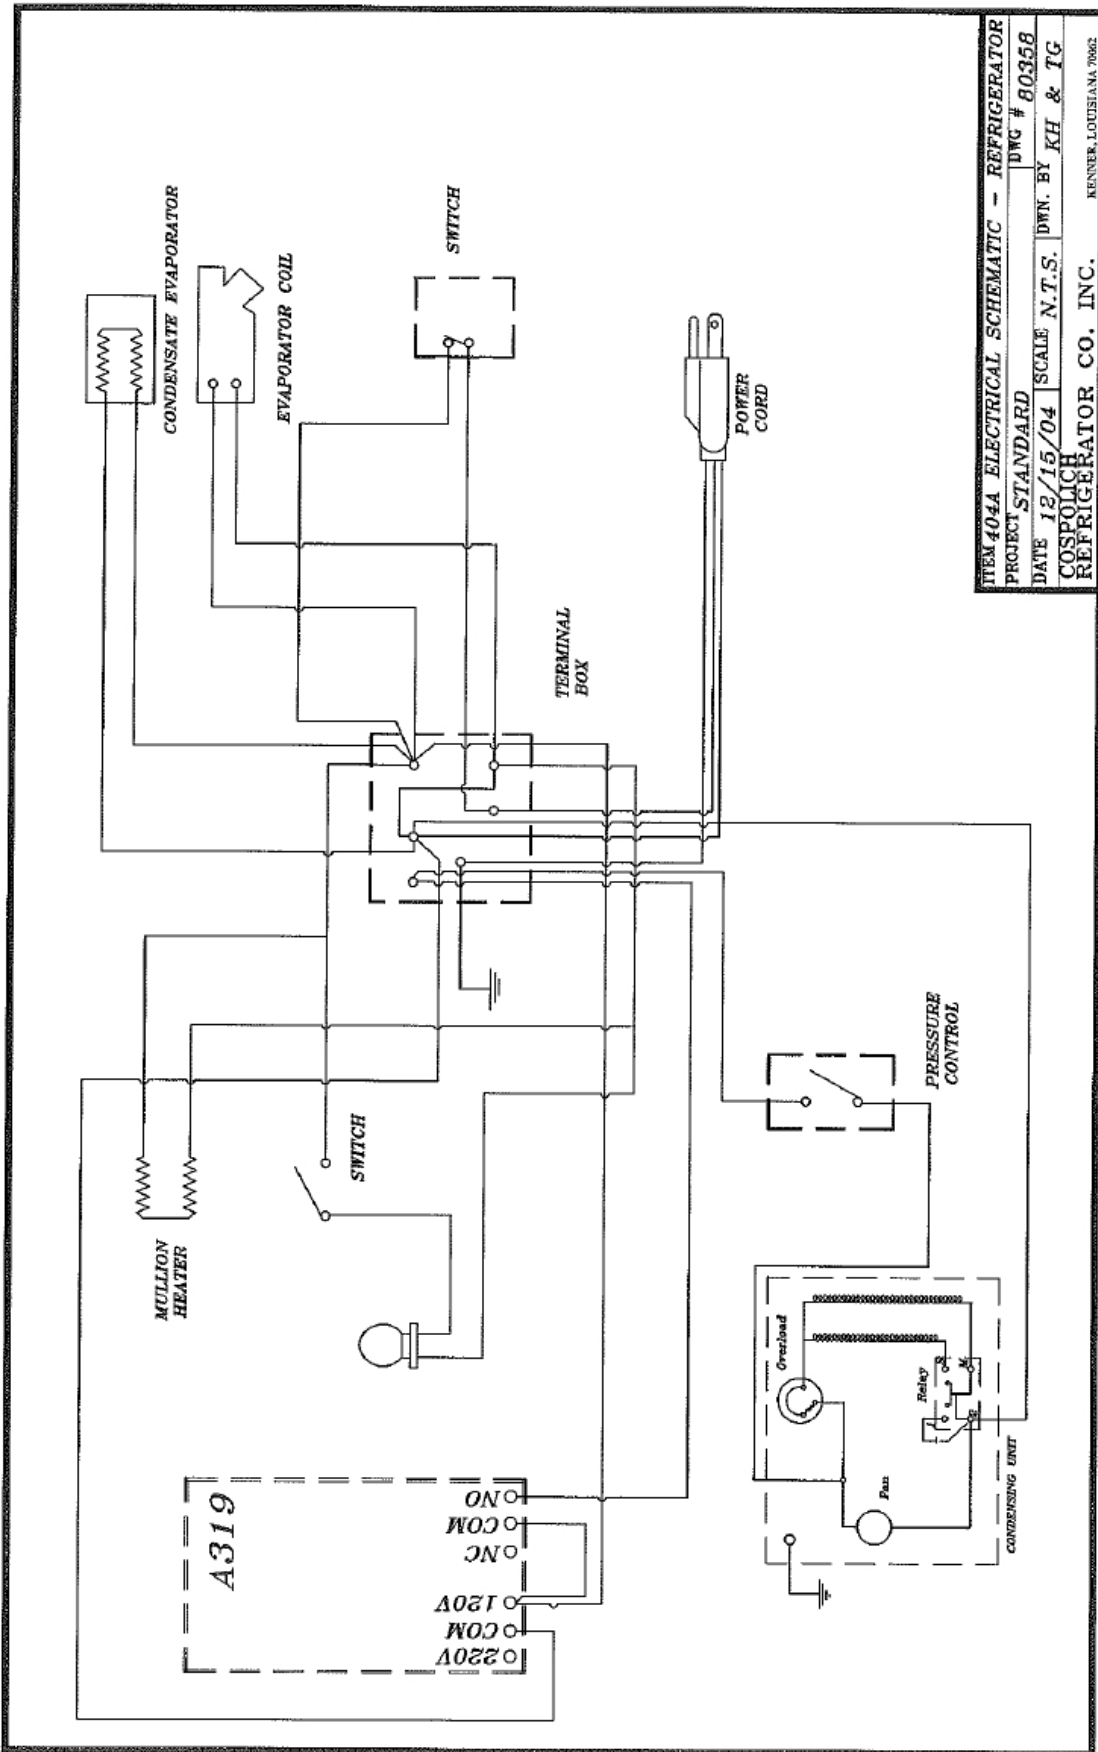 CONDENSATE EVAPORATOR
EVAPORATOR COIL
SWITCH
POWER
CORD
TERMINAL
BOX
MULLION
HEATER
SWITCH
PRESSURE
CONTROL
A319
NO
COM
NC
120V
COM
220V
Overload
Relay
S
M
Fan
CONDENSING UNIT
ITEM 404A ELECTRICAL SCHEMATIC - REFRIGERATOR
PROJECT STANDARD DWG # 80358
DATE 12/15/04 SCALE N.T.S. DWN. BY KH & TG
COSPOLICH
REFRIGERATOR CO. INC. KENNER, LOUISIANA 70062